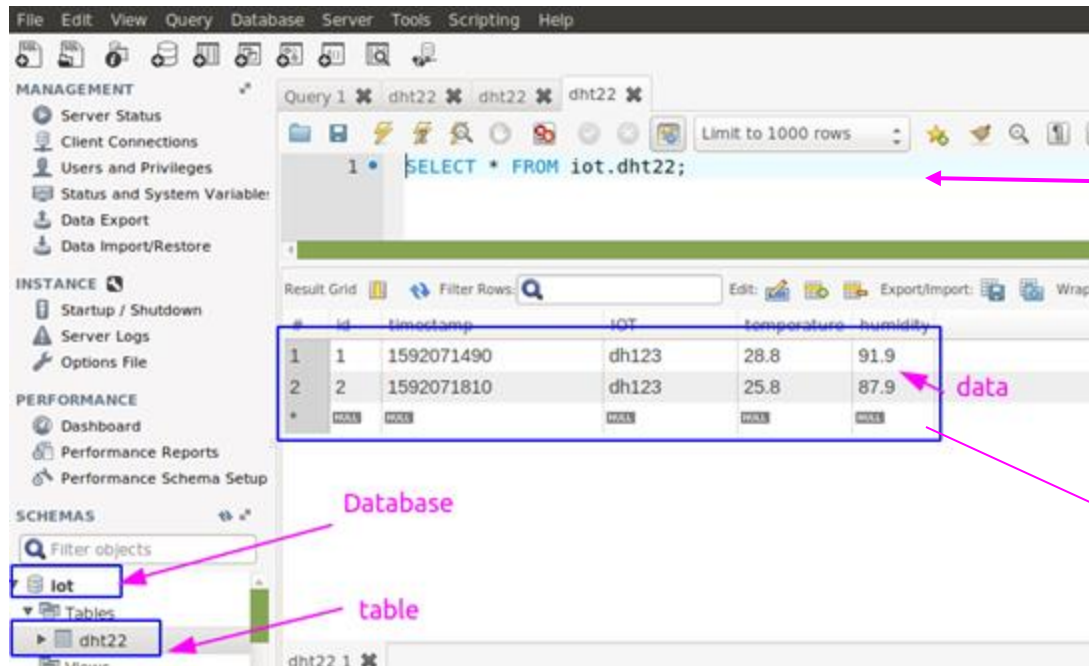 File Edit View Query Database Server Tools Scripting Help
MANAGEMENT
Server Status
Client Connections
Users and Privileges
Status and System Variables
Data Export
Data Import/Restore
INSTANCE
Startup / Shutdown
Server Logs
Options File
PERFORMANCE
Dashboard
Performance Reports
Performance Schema Setup
SCHEMAS
Filter objects
Iot
Tables
dht22
Views
Query 1 dht22 dht22 dht22
Limit to 1000 rows
1 SELECT * FROM iot.dht22;
Result Grid Filter Rows: Edit: Export/Import: Wrap
# id timestamp IOT temperature humidity
1 1 1592071490 dh123 28.8 91.9
2 2 1592071810 dh123 25.8 87.9
* NULL NULL NULL NULL NULL
data
Database
table
dht22 1